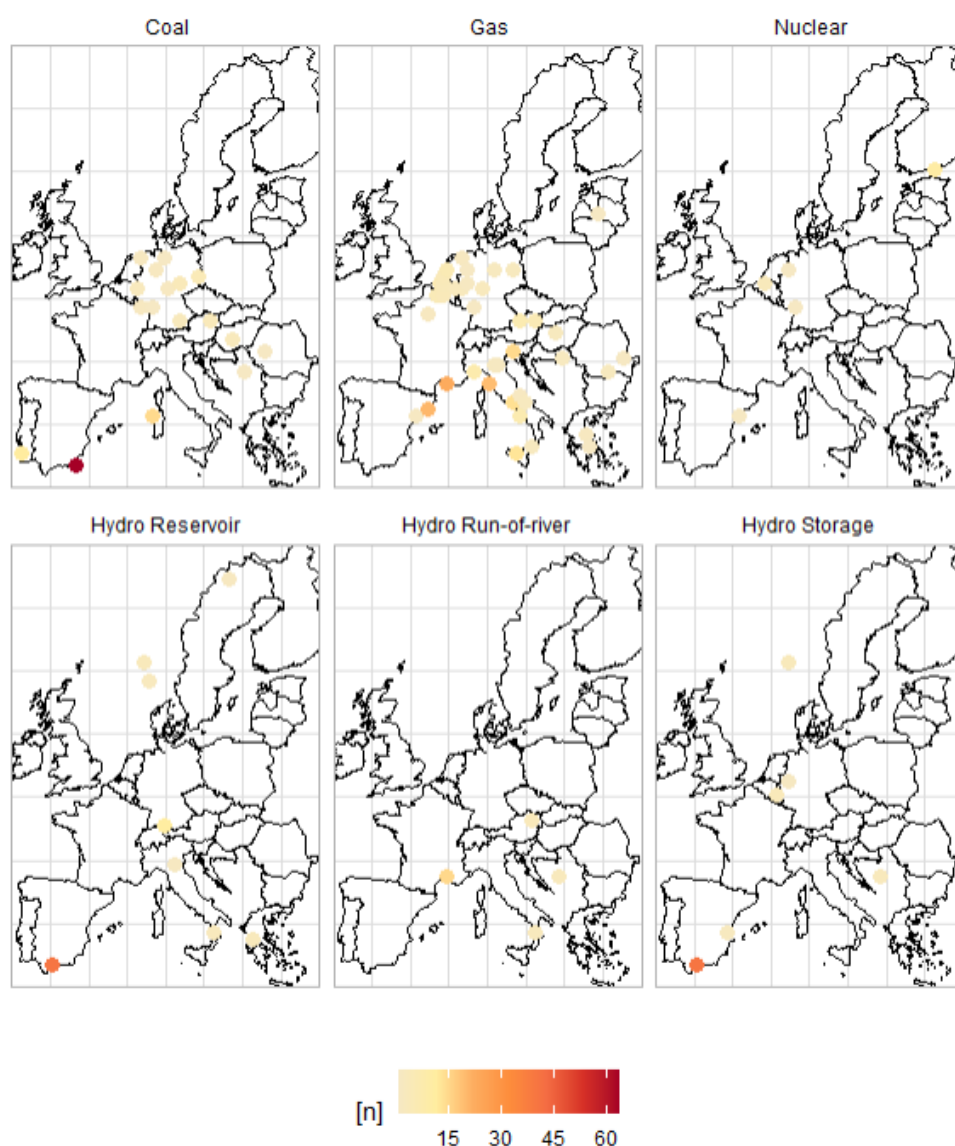 Coal Gas Nuclear
Hydro Reservoir Hydro Run-of-river Hydro Storage
[n]
15 30 45 60